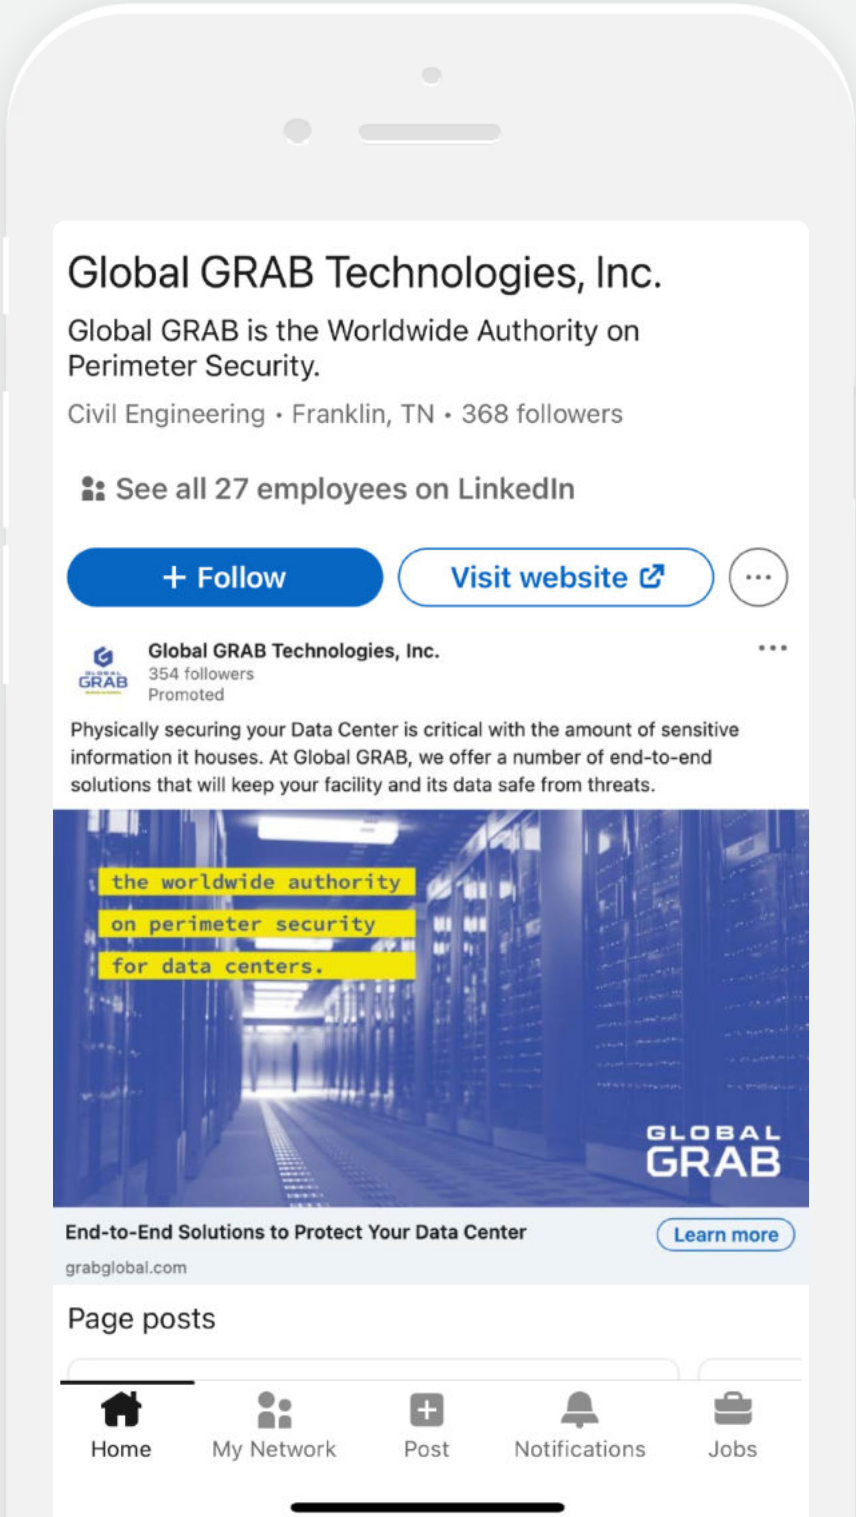 Global GRAB Technologies, Inc.
Global GRAB is the Worldwide Authority on
Perimeter Security.
Civil Engineering • Franklin, TN • 368 followers
See all 27 employees on LinkedIn
+ Follow
Visit website
Global GRAB Technologies, Inc.
354 followers
Promoted
GLOBAL
GRAB
Physically securing your Data Center is critical with the amount of sensitive
information it houses. At Global GRAB, we offer a number of end-to-end
solutions that will keep your facility and its data safe from threats.
the worldwide authority
on perimeter security
for data centers.
GLOBAL
GRAB
End-to-End Solutions to Protect Your Data Center
Learn more
grabglobal.com
Page posts
Home My Network Post Notifications Jobs